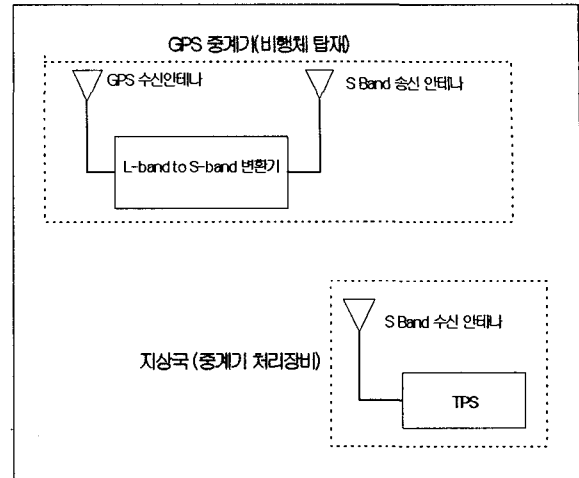 GPS 중계기(비행체 탑재)
GPS 수신안테나
S Band 송신 안테나
L-band to S-band 변환기
S Band 수신 안테나
지상국 (중계기 처리장비)
TPS